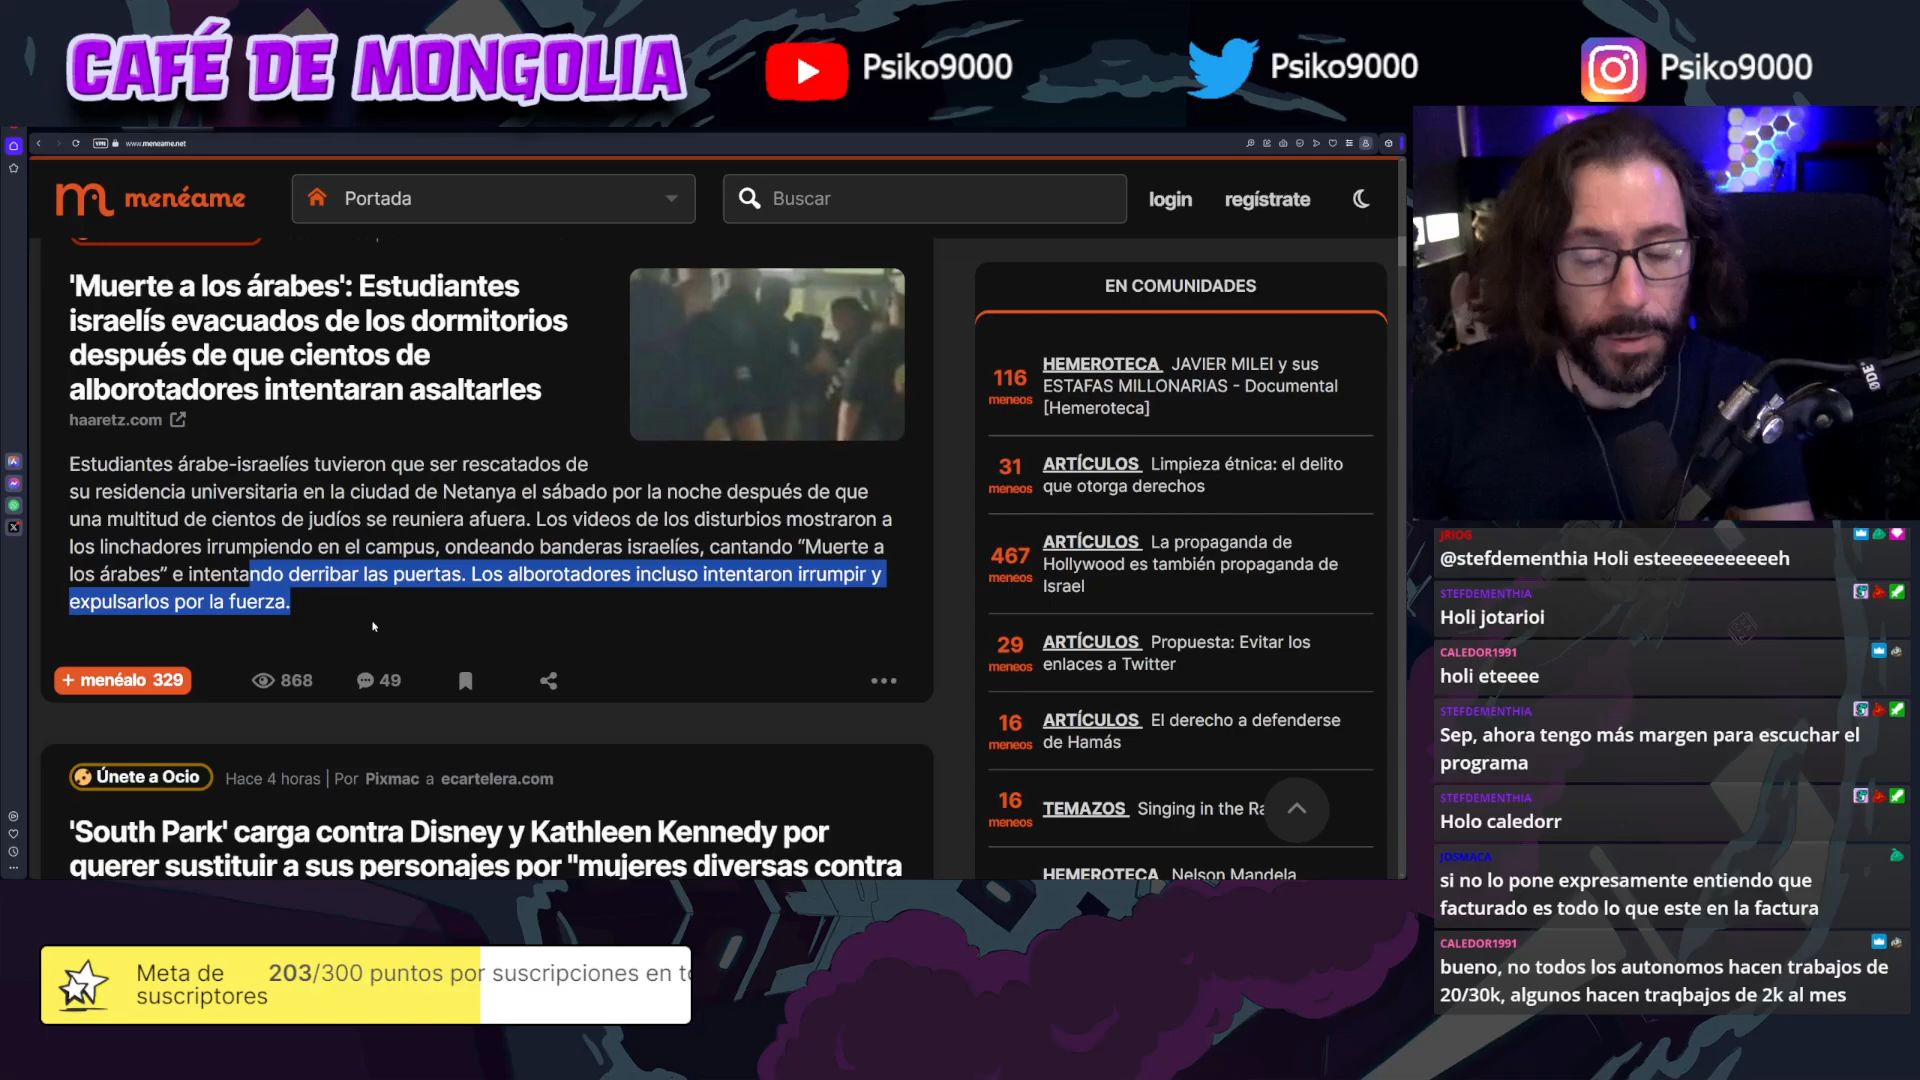 CAFÉ DE MONGOLIA
Psiko9000
Psiko9000
Psiko9000
VPN
www.meneame.net
menéame
Portada
Buscar
login
regístrate
'Muerte a los árabes': Estudiantes
israelís evacuados de los dormitorios
después de que cientos de
alborotadores intentaran asaltarles
haaretz.com
Estudiantes árabe-israelíes tuvieron que ser rescatados de
su residencia universitaria en la ciudad de Netanya el sábado por la noche después de que
una multitud de cientos de judíos se reuniera afuera. Los videos de los disturbios mostraron a
los linchadores irrumpiendo en el campus, ondeando banderas israelíes, cantando “Muerte a
los árabes” e intentando derribar las puertas. Los alborotadores incluso intentaron irrumpir y
expulsarlos por la fuerza.
+ menéalo 329
868
49
Únete a Ocio
Hace 4 horas | Por Pixmac a ecartelera.com
'South Park' carga contra Disney y Kathleen Kennedy por
querer sustituir a sus personajes por "mujeres diversas contra
EN COMUNIDADES
116
meneos
HEMEROTECA JAVIER MILEI y sus
ESTAFAS MILLONARIAS - Documental
[Hemeroteca]
31
meneos
ARTÍCULOS Limpieza étnica: el delito
que otorga derechos
467
meneos
ARTÍCULOS La propaganda de
Hollywood es también propaganda de
Israel
29
meneos
ARTÍCULOS Propuesta: Evitar los
enlaces a Twitter
16
meneos
ARTÍCULOS El derecho a defenderse
de Hamás
16
meneos
TEMAZOS Singing in the Ra
HEMEROTECA Nelson Mandela
JRIOG
@stefdementhia Holi esteeeeeeeeeeeh
STEFDEMENTHIA
Holi jotarioi
CALEDOR1991
holi eteeee
STEFDEMENTHIA
Sep, ahora tengo más margen para escuchar el
programa
STEFDEMENTHIA
Holo caledorr
JOSMACA
si no lo pone expresamente entiendo que
facturado es todo lo que este en la factura
CALEDOR1991
bueno, no todos los autonomos hacen trabajos de
20/30k, algunos hacen traqbajos de 2k al mes
Meta de
suscriptores
203/300 puntos por suscripciones en to